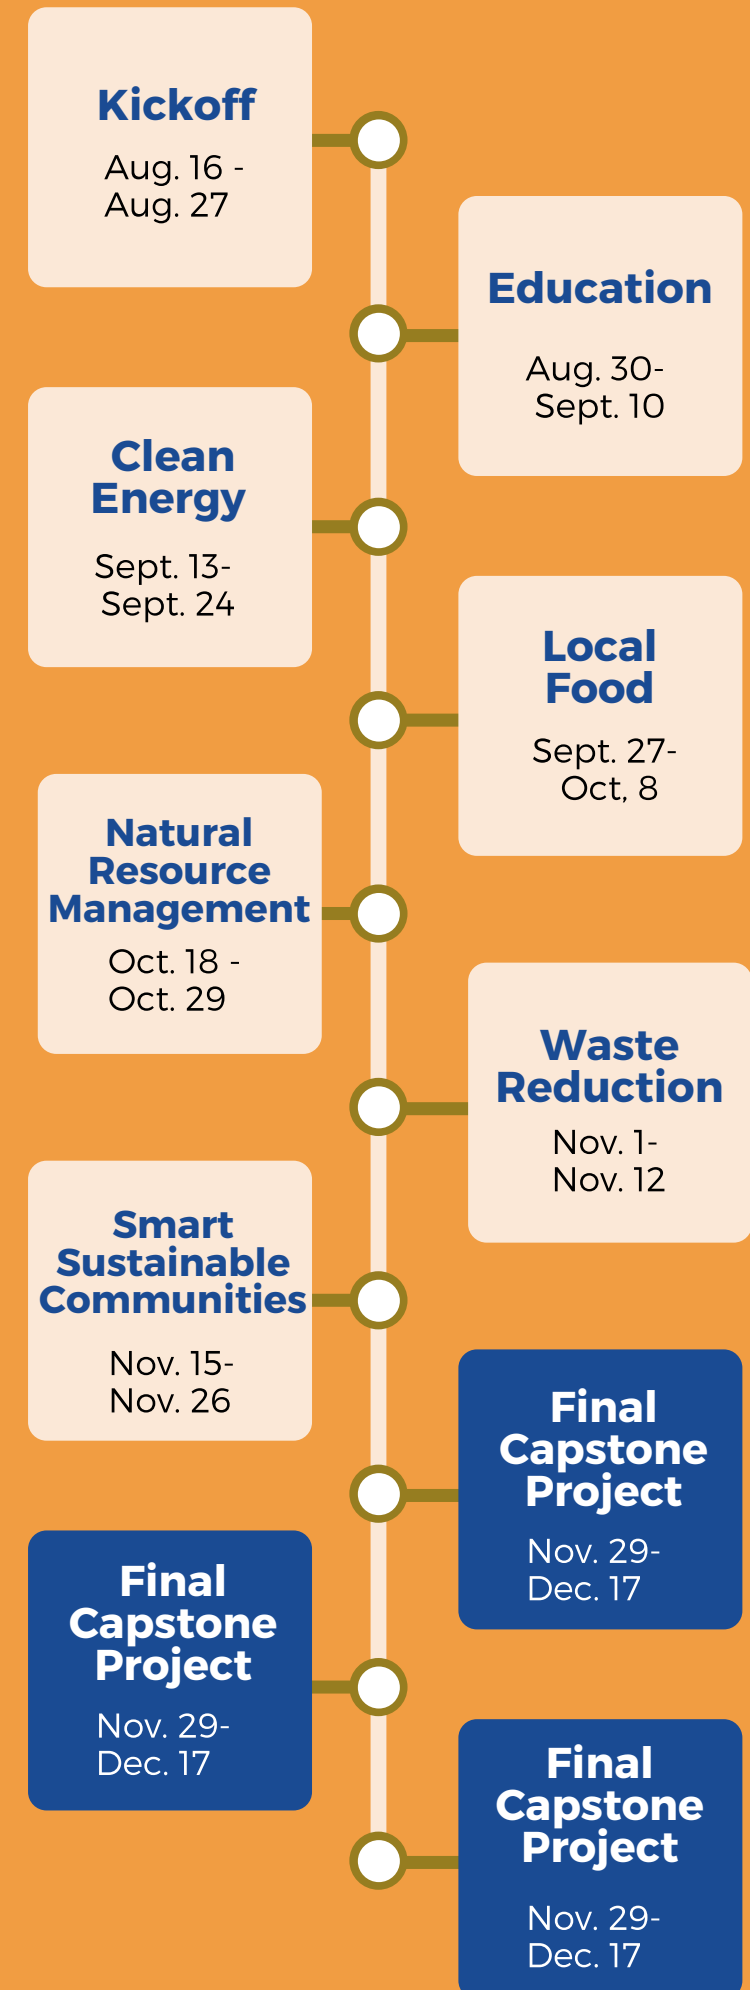 Kickoff
Aug. 16 -
Aug. 27
Education
Aug. 30-
Sept. 10
Clean
Energy
Sept. 13-
Sept. 24
Local
Food
Sept. 27-
Oct, 8
Natural
Resource
Management
Oct. 18 -
Oct. 29
Waste
Reduction
Nov. 1-
Nov. 12
Smart
Sustainable
Communities
Nov. 15-
Nov. 26
Final
Capstone
Project
Nov. 29-
Dec. 17
Final
Capstone
Project
Nov. 29-
Dec. 17
Final
Capstone
Project
Nov. 29-
Dec. 17